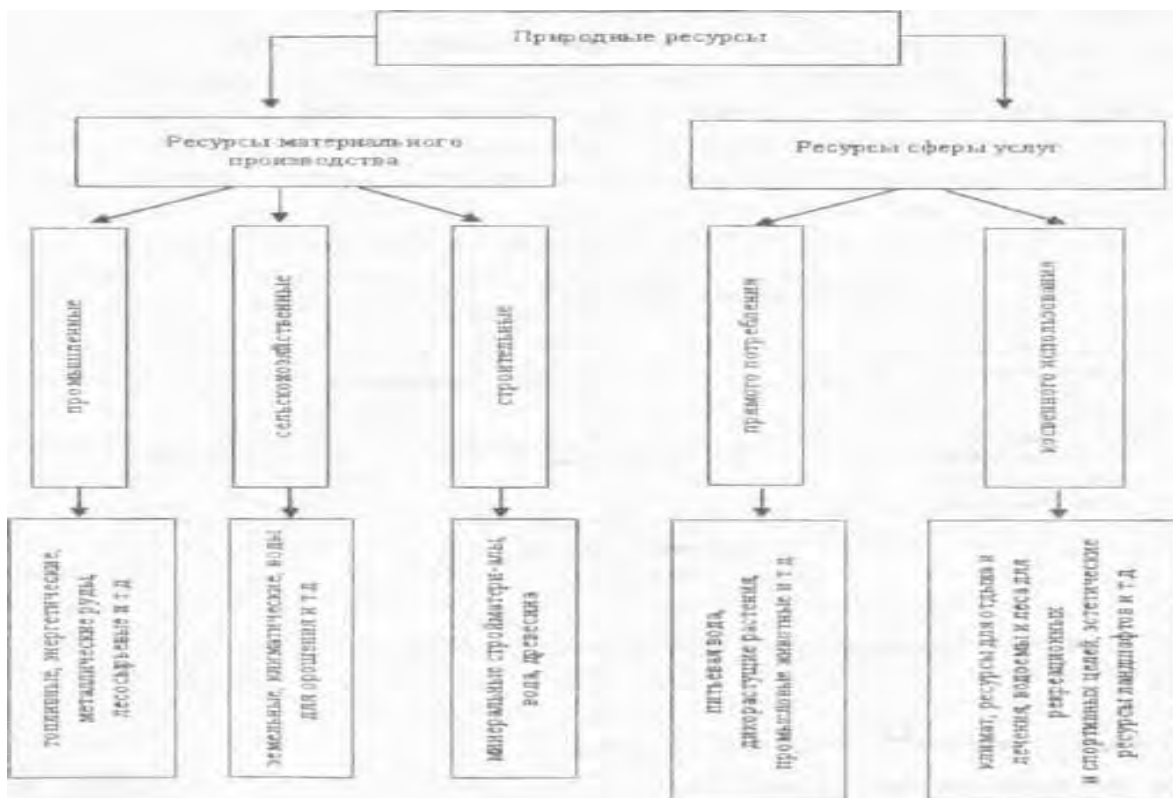 Природные ресурсы
Ресурсы материального
производства
Ресурсы сферы услуг
промышленные
сельскохозяйственные
строительные
прямого потребления
косвенного использования
топливные, энергетические,
металлические руды,
лесосырьевые и т.д
земельные, климатические, воды
для орошения и т.д
минеральные стройматери-алы,
вода, древесина
питьевая вода,
дикорастущие растения,
промысловые животные и т.д
климат, ресурсы для отдыха и
лечения, водоемы и леса для
рекреационных
и спортивных целей, эстетические
ресурсы ландшафтов и т.д